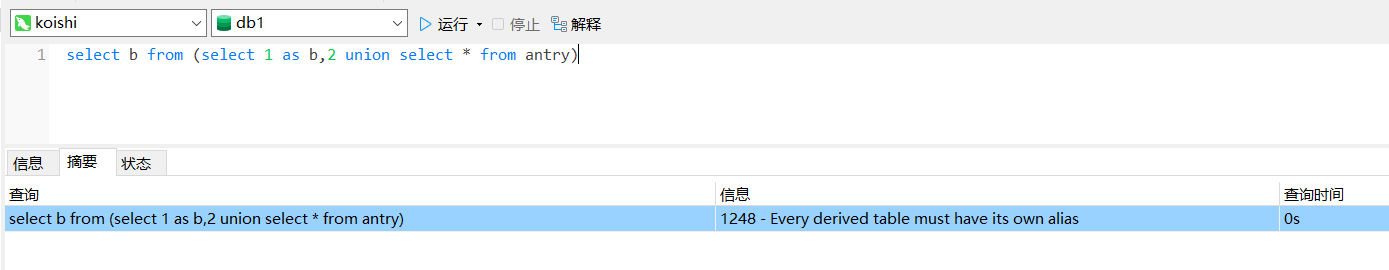 koishi db1 运行 停止 解释
1 select b from (select 1 as b,2 union select * from antry)
信息 摘要 状态
查询 信息 查询时间
select b from (select 1 as b,2 union select * from antry) 1248 - Every derived table must have its own alias 0s